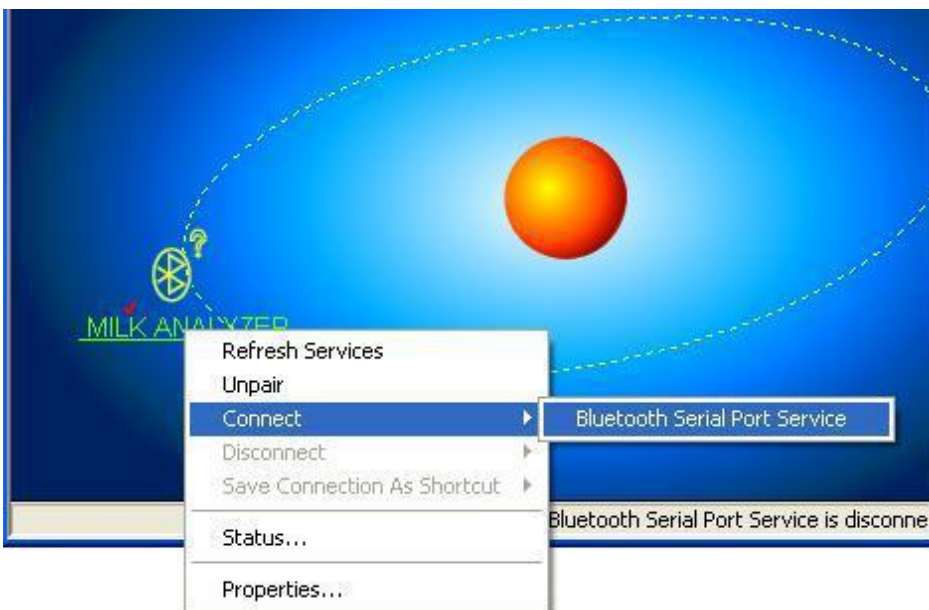 MILK ANALYZER
Refresh Services
Unpair
Connect
Bluetooth Serial Port Service
Disconnect
Save Connection As Shortcut
Bluetooth Serial Port Service is disconne
Status...
Properties...